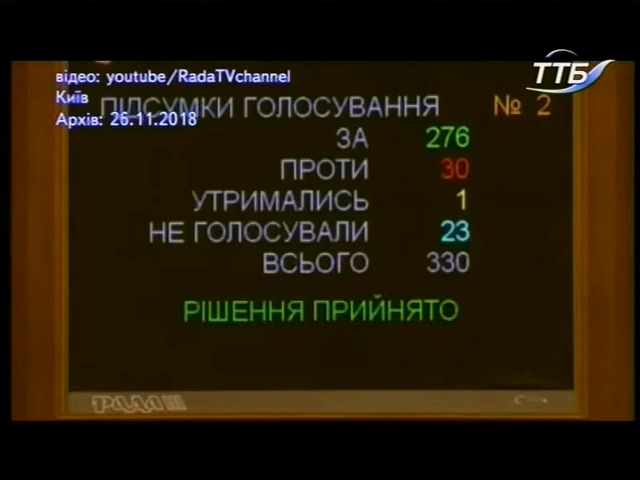 ТТБ
відео: youtube/RadaTVchannel
Київ
Архів: 26.11.2018
ПІДСУМКИ ГОЛОСУВАННЯ № 2
ЗА 276
ПРОТИ 30
УТРИМАЛИСЬ 1
НЕ ГОЛОСУВАЛИ 23
ВСЬОГО 330
РІШЕННЯ ПРИЙНЯТО
РАДА III